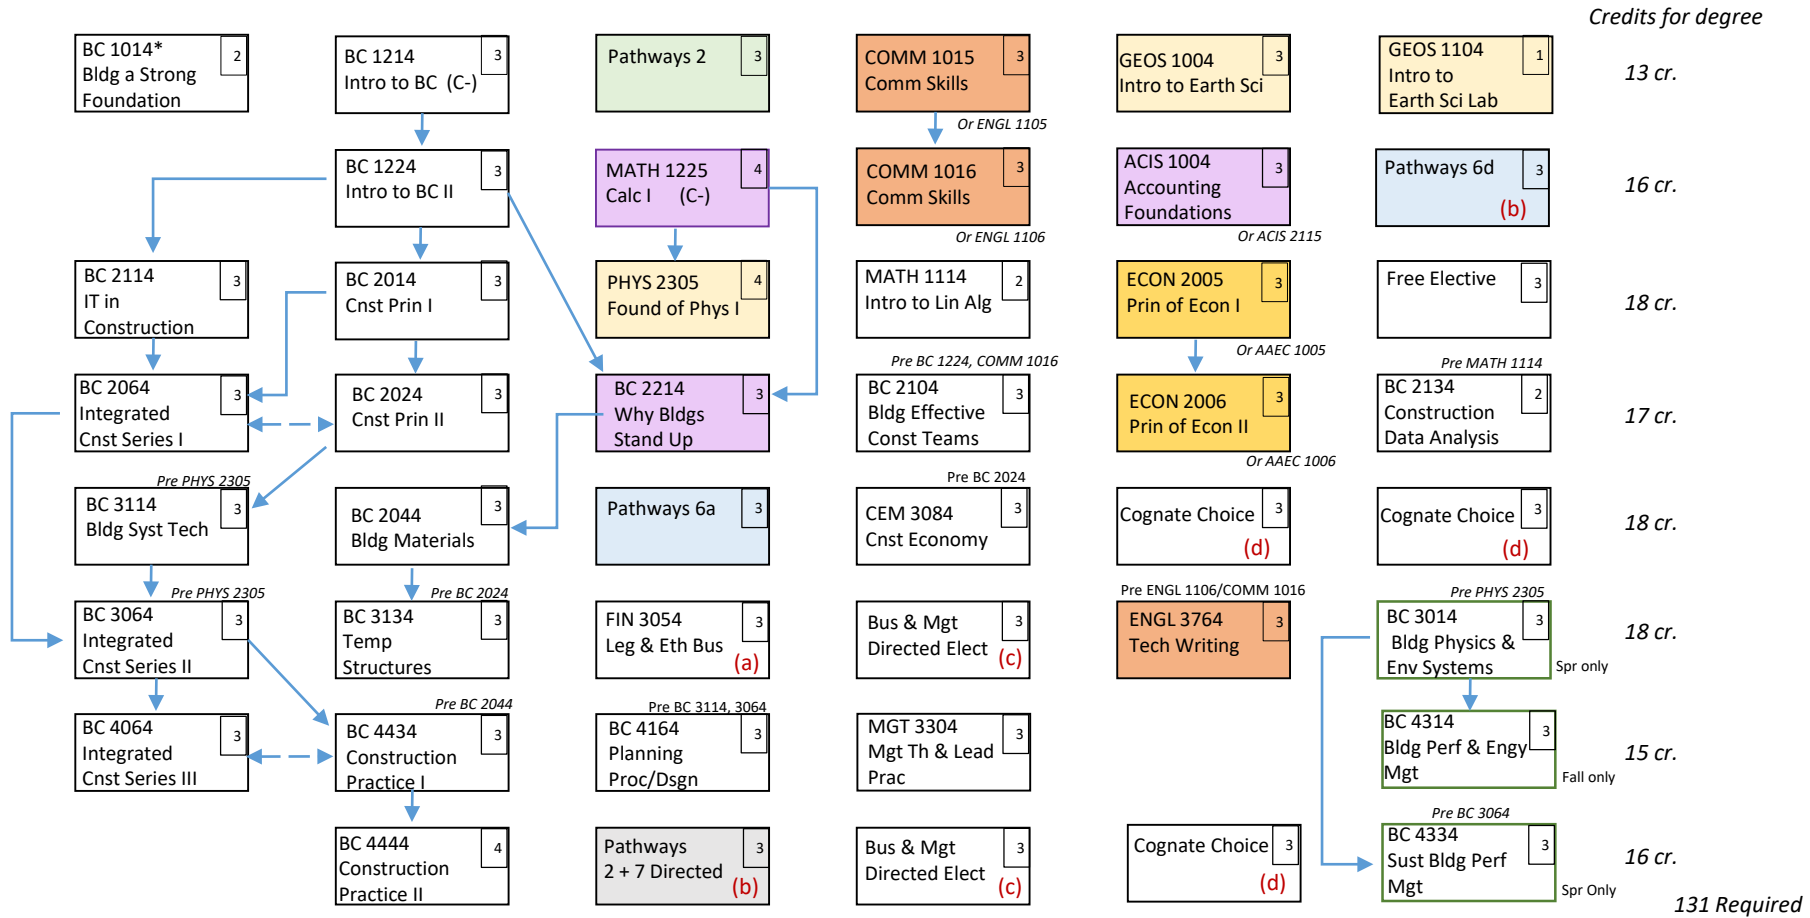 Credits for degree
BC 1014* 2
Bldg a Strong
Foundation
BC 1214 3
Intro to BC (C-)
Pathways 2 3
COMM 1015 3
Comm Skills
Or ENGL 1105
GEOS 1004 3
Intro to Earth Sci
GEOS 1104 1
Intro to
Earth Sci Lab
13 cr.
BC 1224 3
Intro to BC II
MATH 1225 4
Calc I (C-)
COMM 1016 3
Comm Skills
Or ENGL 1106
ACIS 1004 3
Accounting
Foundations
Or ACIS 2115
Pathways 6d 3
(b)
16 cr.
BC 2114 3
IT in
Construction
BC 2014 3
Cnst Prin I
PHYS 2305 4
Found of Phys I
MATH 1114 2
Intro to Lin Alg
ECON 2005 3
Prin of Econ I
Or AAEC 1005
Free Elective 3
18 cr.
BC 2064 3
Integrated
Cnst Series I
BC 2024 3
Cnst Prin II
BC 2214 3
Why Bldgs
Stand Up
Pre BC 1224, COMM 1016
BC 2104 3
Bldg Effective
Const Teams
ECON 2006 3
Prin of Econ II
Or AAEC 1006
Pre MATH 1114
BC 2134 2
Construction
Data Analysis
17 cr.
Pre PHYS 2305
BC 3114 3
Bldg Syst Tech
BC 2044 3
Bldg Materials
Pathways 6a 3
Pre BC 2024
CEM 3084 3
Cnst Economy
Cognate Choice 3
(d)
Cognate Choice 3
(d)
18 cr.
Pre PHYS 2305
BC 3064 3
Integrated
Cnst Series II
Pre BC 2024
BC 3134 3
Temp
Structures
FIN 3054 3
Leg & Eth Bus
(a)
Bus & Mgt 3
Directed Elect
(c)
Pre ENGL 1106/COMM 1016
ENGL 3764 3
Tech Writing
Pre PHYS 2305
BC 3014 3
Bldg Physics &
Env Systems
Spr only
18 cr.
BC 4064 3
Integrated
Cnst Series III
Pre BC 2044
BC 4434 3
Construction
Practice I
Pre BC 3114, 3064
BC 4164 3
Planning
Proc/Dsgn
MGT 3304 3
Mgt Th & Lead
Prac
BC 4314 3
Bldg Perf & Engy
Mgt
Fall only
15 cr.
BC 4444 4
Construction
Practice II
Pathways 3
2 + 7 Directed
(b)
Bus & Mgt 3
Directed Elect
(c)
Cognate Choice 3
(d)
Pre BC 3064
BC 4334 3
Sust Bldg Perf
Mgt
Spr Only
16 cr.
131 Required